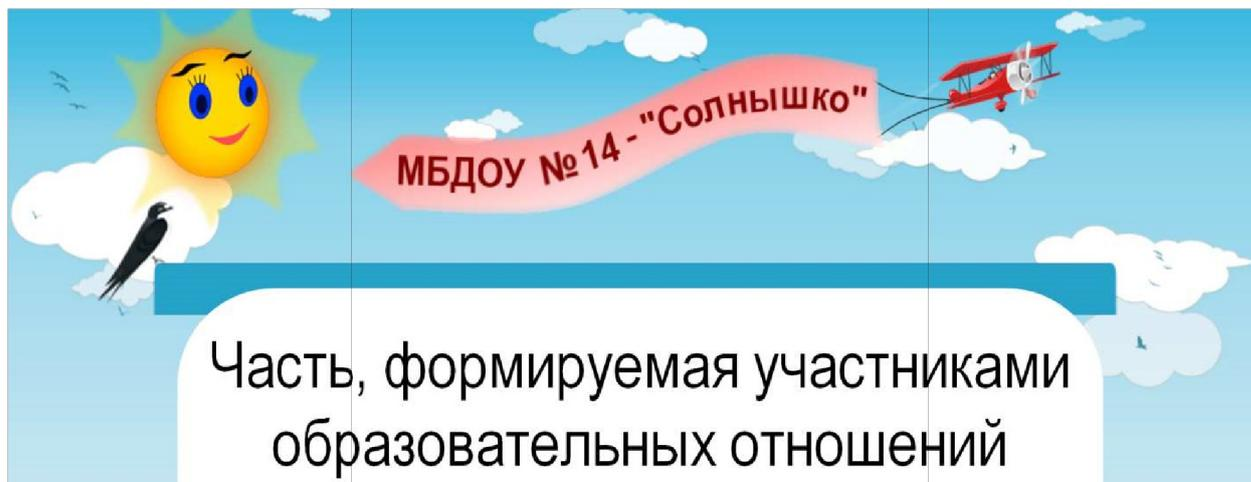 МБДОУ №14 - "Солнышко"
Часть, формируемая участниками
образовательных отношений